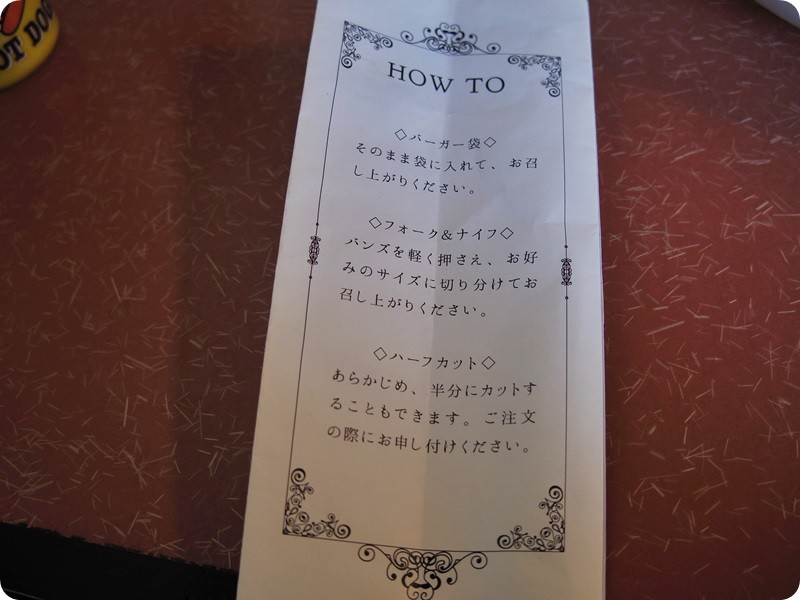 OT DOG
HOW TO
◇バーガー袋◇
そのまま袋に入れて、お召
し上がりください。
◇フォーク&ナイフ◇
バンズを軽く押さえ、お好
みのサイズに切り分けてお
召し上がりください。
◇ハーフカット◇
あらかじめ、半分にカットす
ることもできます。ご注文
の際にお申し付けください。